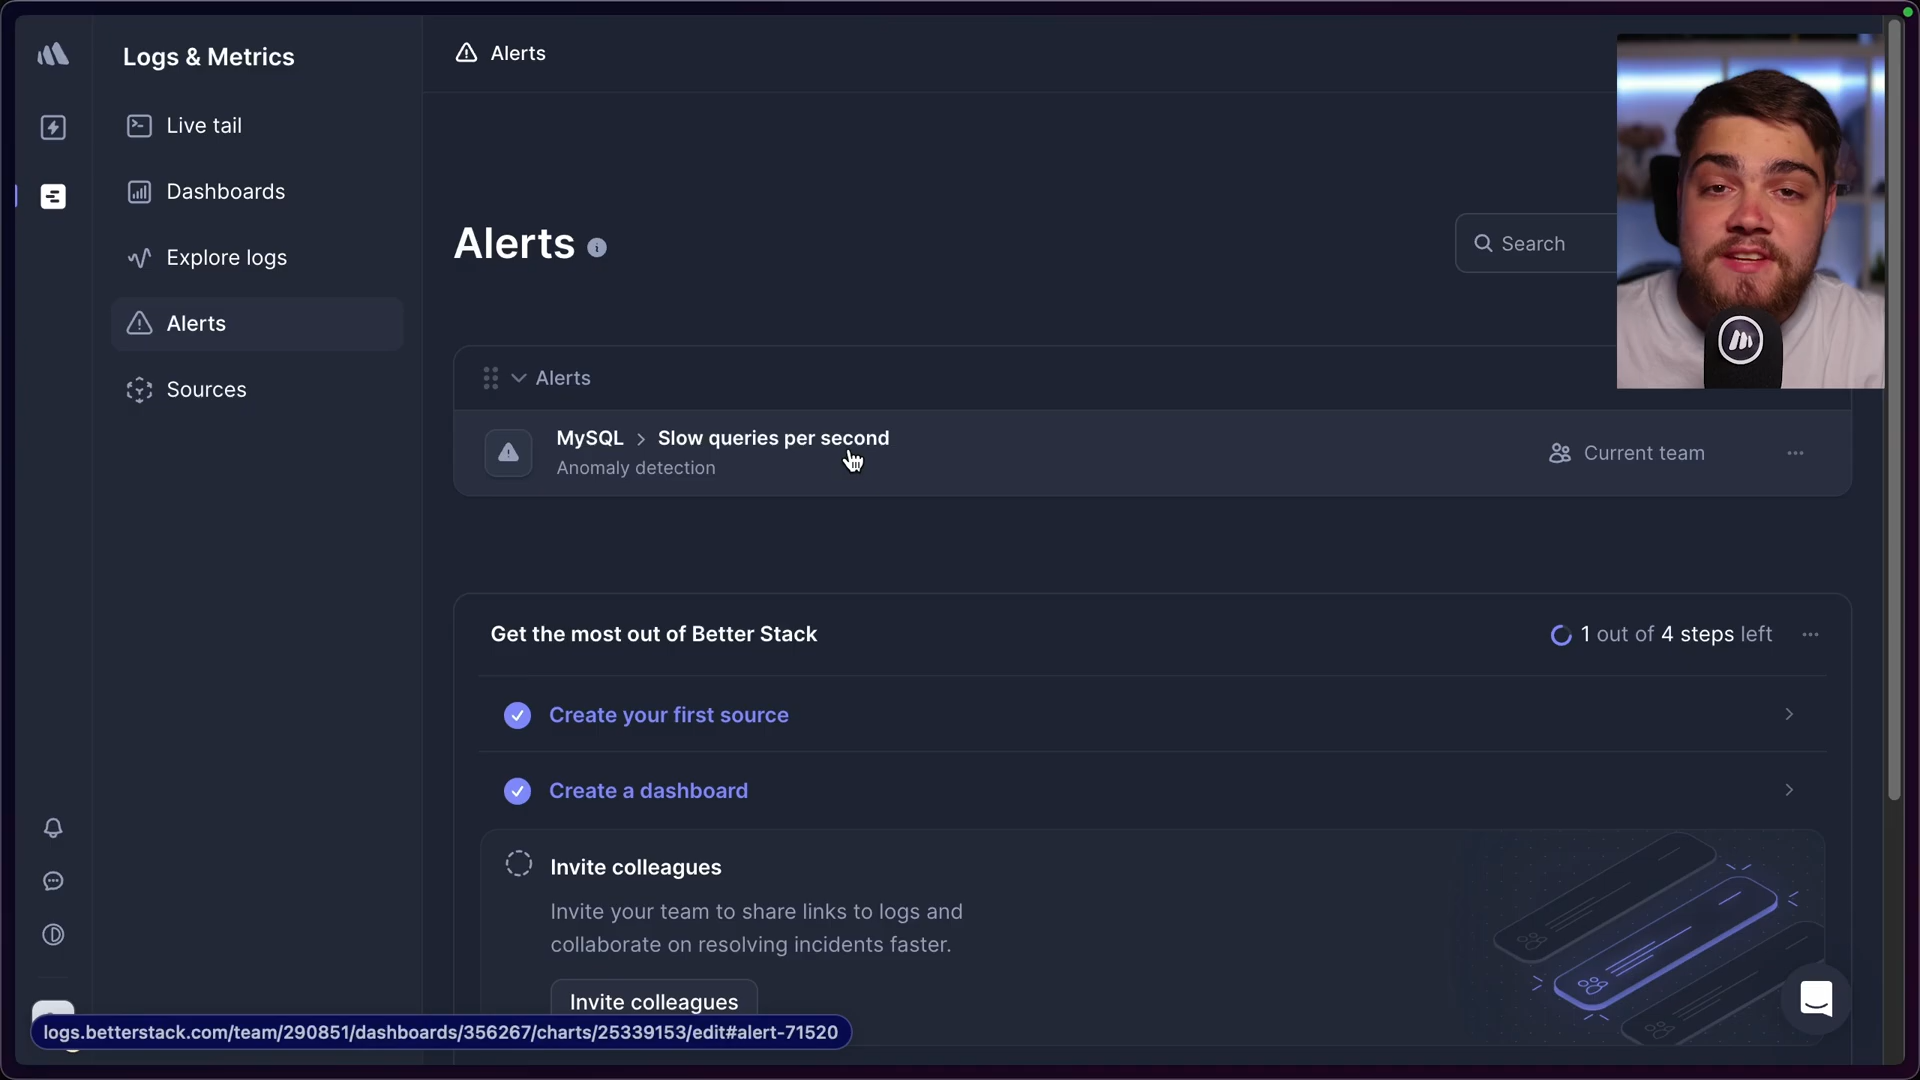 Logs & Metrics
Live tail
Dashboards
Explore logs
Alerts
Sources
Alerts
Alerts
Search
Alerts
MySQL > Slow queries per second
Anomaly detection
Current team
Get the most out of Better Stack
1 out of 4 steps left
Create your first source
Create a dashboard
Invite colleagues
Invite your team to share links to logs and
collaborate on resolving incidents faster.
Invite colleagues
logs.betterstack.com/team/290851/dashboards/356267/charts/25339153/edit#alert-71520